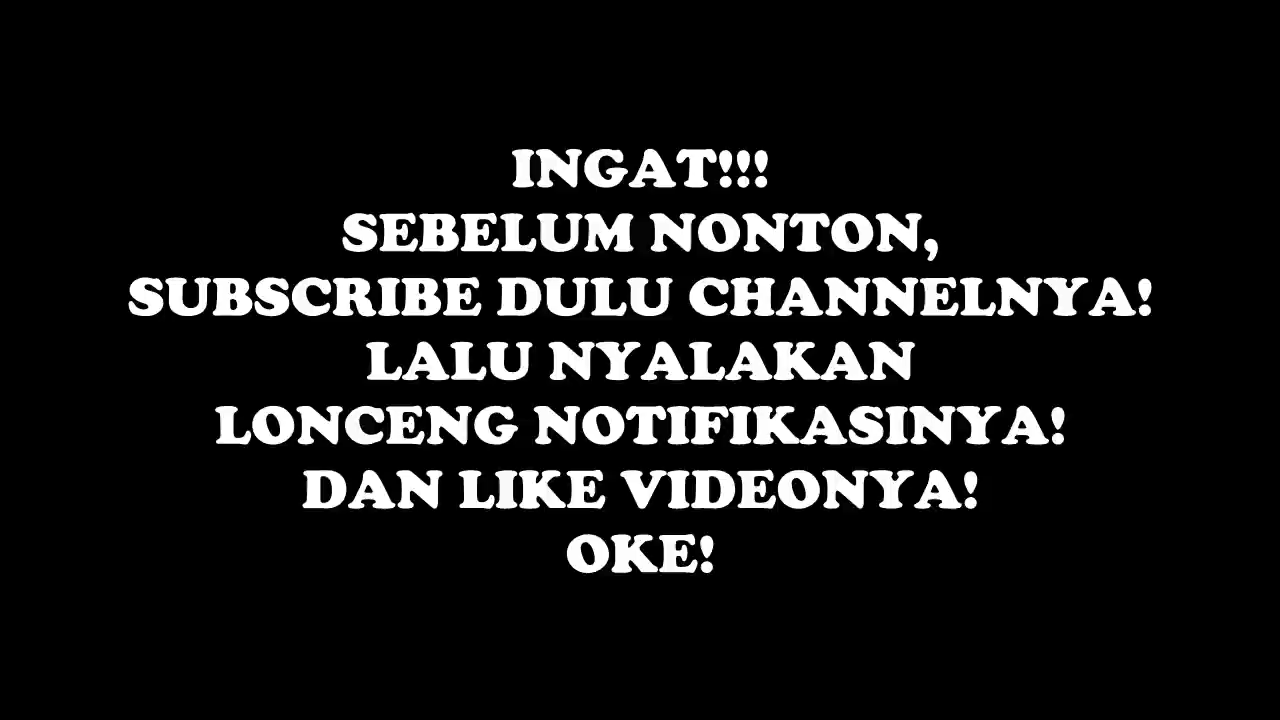 INGAT!!!
SEBELUM NONTON,
SUBSCRIBE DULU CHANNELNYA!
LALU NYALAKAN
LONCENG NOTIFIKASINYA!
DAN LIKE VIDEONYA!
OKE!